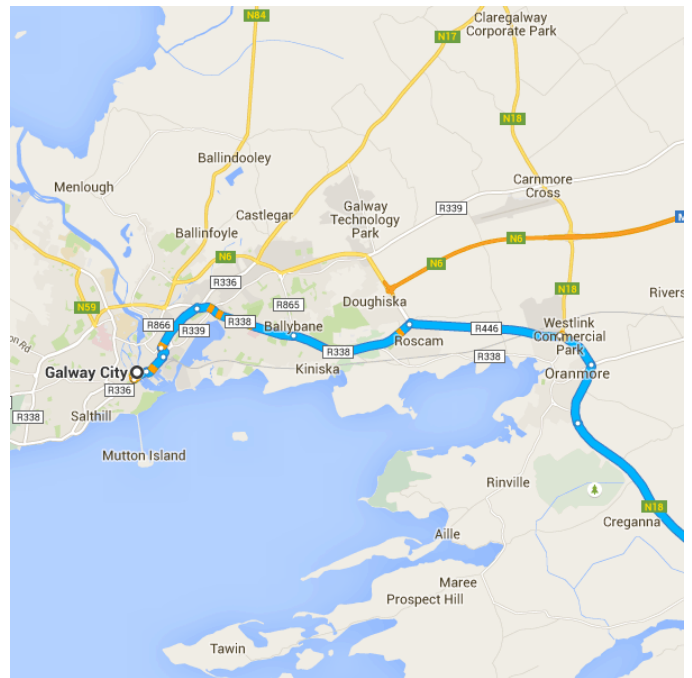 N84
Claregalway
Corporate Park
N17
N18
Ballindooley
Menlough
Carnmore
Cross
Castlegar
Galway
Technology
Park
R339
Ballinfoyle
N6
N6
N6
R336
N18
N59
R865
Doughiska
Rivers
R866
R338
R446
Westlink
Commercial
Park
R339
Ballybane
Roscam
R338
R338
Galway City
Kiniska
Oranmore
R336
Salthill
R338
Mutton Island
Rinville
N18
Creganna
Aille
Maree
Prospect Hill
Tawin